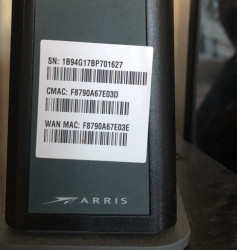 SN: 1B94G17BP701627
CMAC: F8790A67E03D
WAN MAC: F8790A67E03E
ARRIS